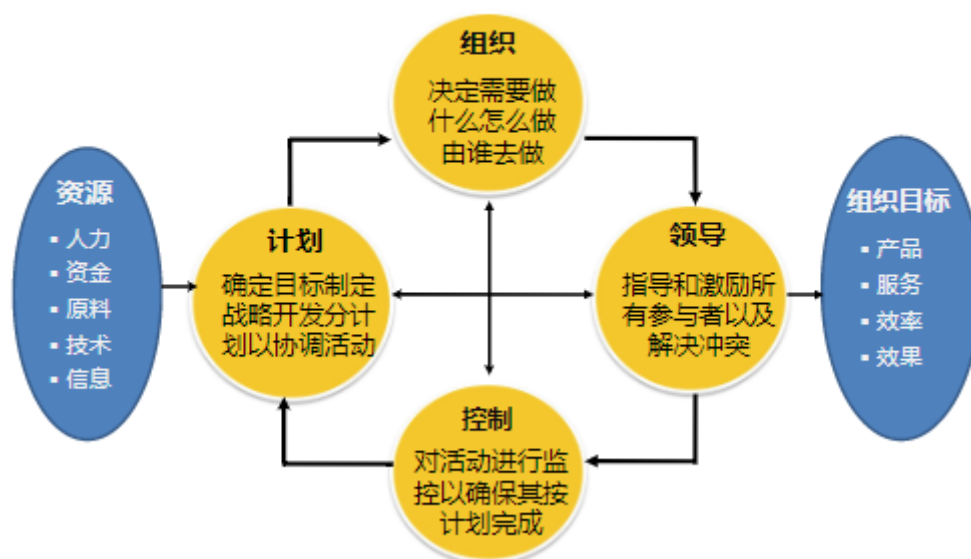 组织
决定需要做
什么怎么做
由谁去做
资源
▪ 人力
▪ 资金
▪ 原料
▪ 技术
▪ 信息
计划
确定目标制定
战略开发分计
划以协调活动
领导
指导和激励所
有参与者以及
解决冲突
组织目标
▪ 产品
▪ 服务
▪ 效率
▪ 效果
控制
对活动进行监
控以确保其按
计划完成